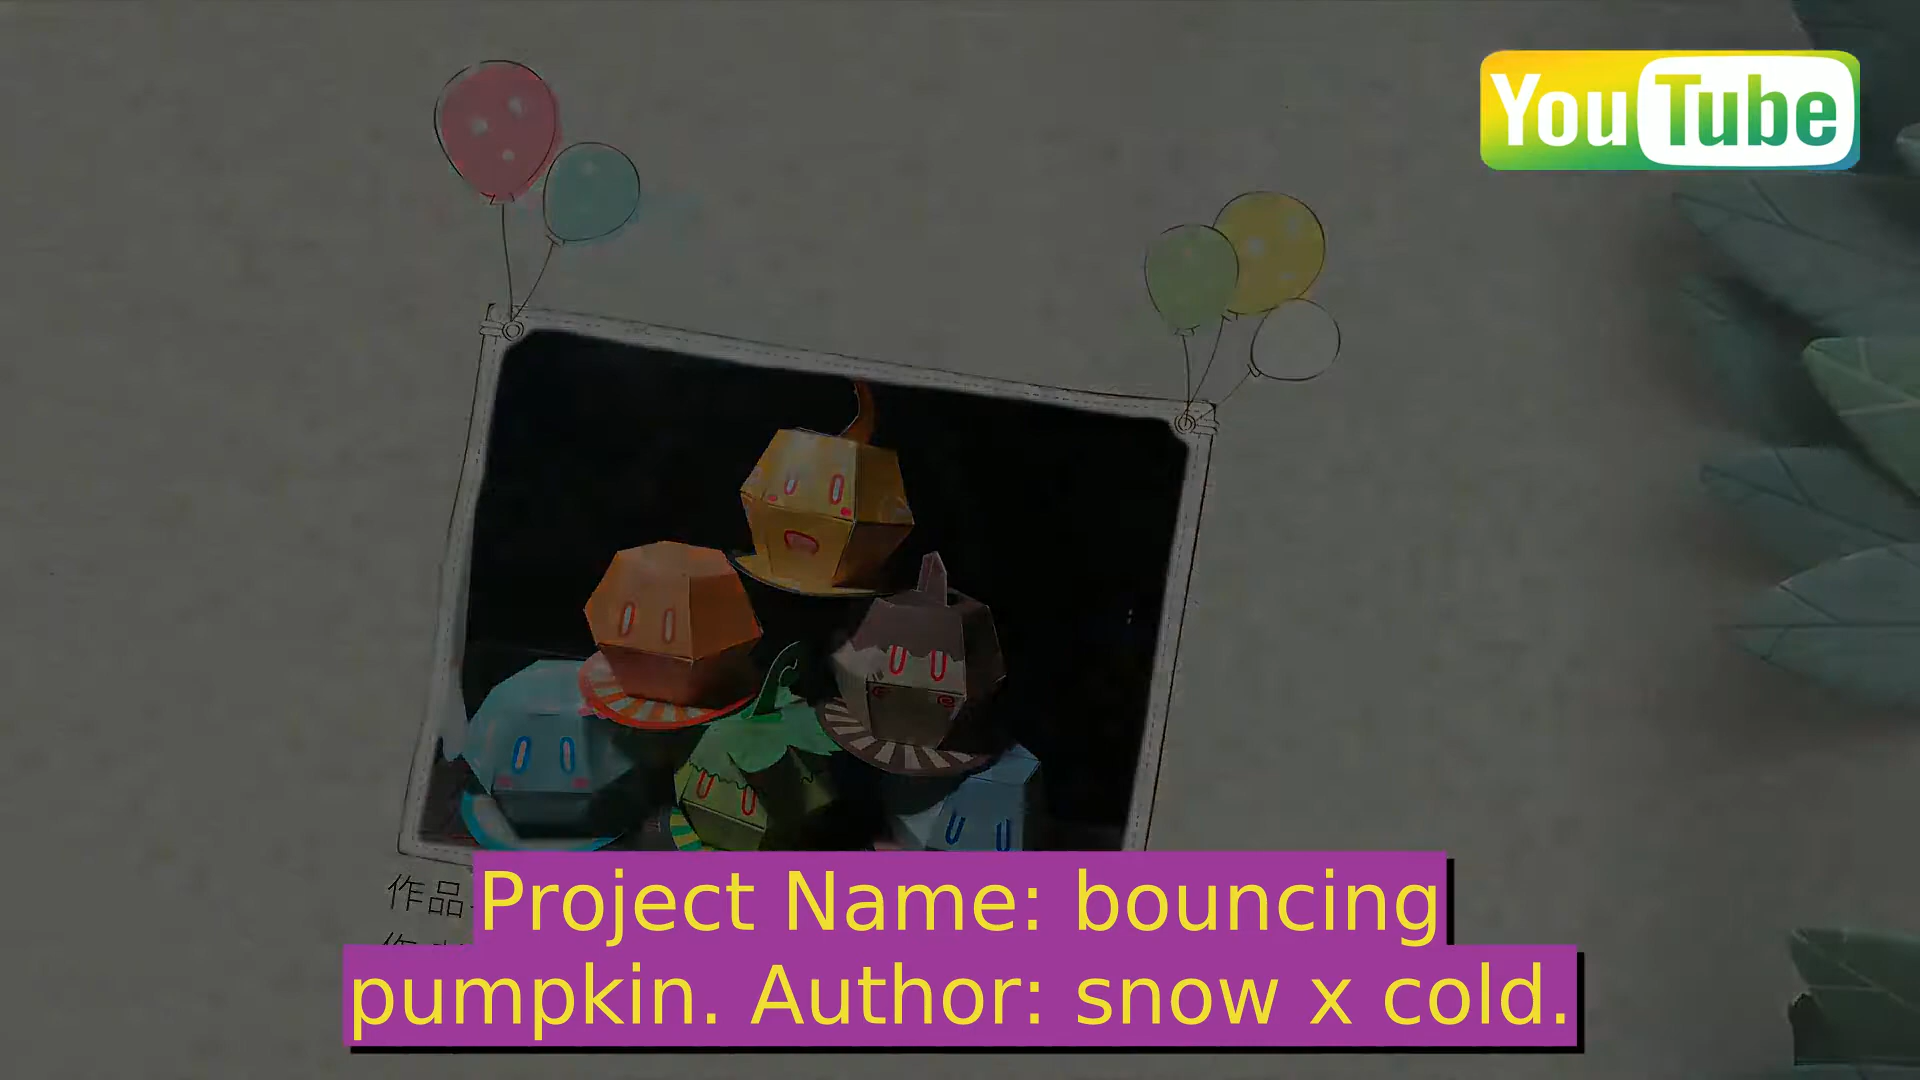 YouTube
作品
Project Name: bouncing
pumpkin. Author: snow x cold.